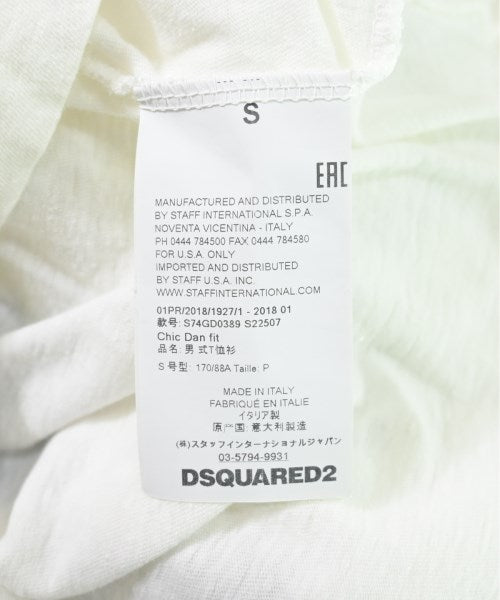 S
EAC
MANUFACTURED AND DISTRIBUTED
BY STAFF INTERNATIONAL S.P.A.
NOVENTA VICENTINA - ITALY
PH 0444 784500 FAX 0444 784580
FOR U.S.A. ONLY
IMPORTED AND DISTRIBUTED
BY STAFF U.S.A. INC.
WWW.STAFFINTERNATIONAL.COM
01PR/2018/1927/1 - 2018 01
款号: S74GD0389 S22507
Chic Dan fit
品名: 男 式T恤衫
S 号型: 170/88A Taille: P
MADE IN ITALY
FABRIQUÉ EN ITALIE
イタリア製
原产国 意大利製造
(株)スタッフインターナショナルジャパン
03-5794-9931
DSQUARED2